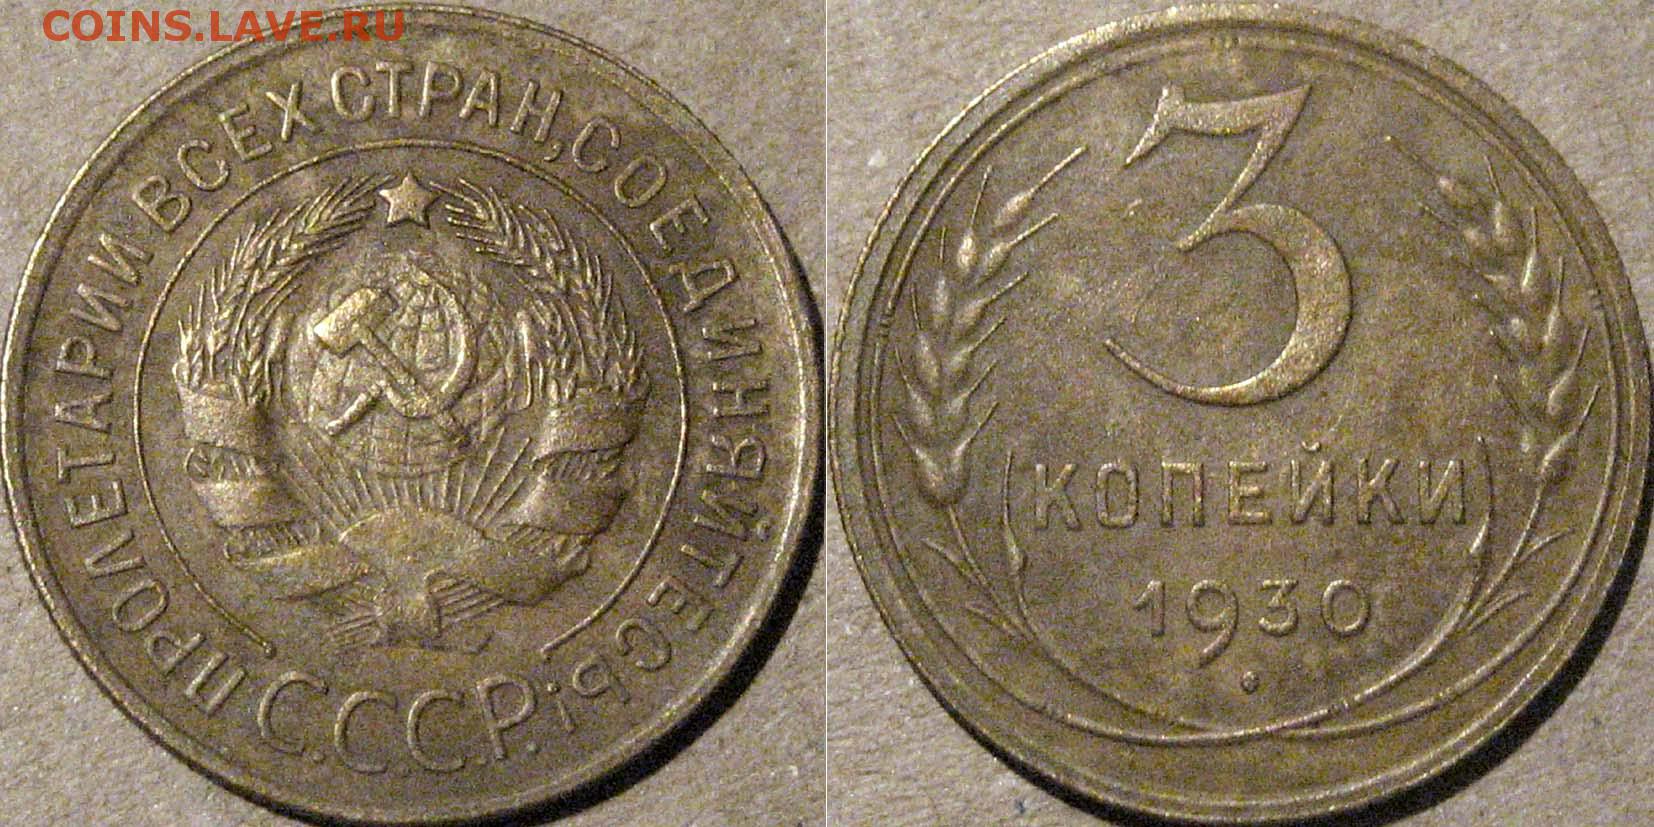 COINS.LAVE.RU
ПРОЛЕТАРИИ ВСЕХ СТРАН, СОЕДИНЯЙТЕСЬ!
С.С.С.Р.
3
КОПЕЙКИ
1930